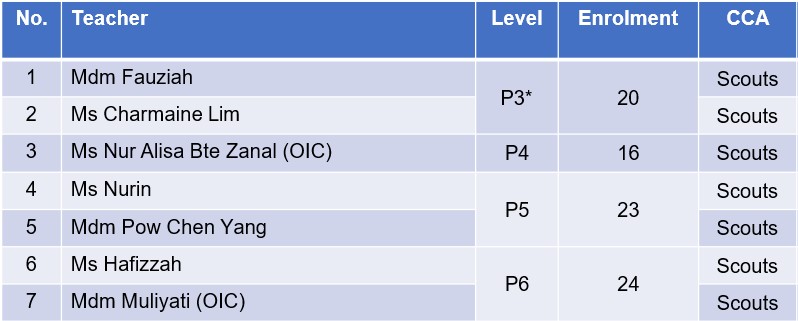 No. Teacher Level Enrolment CCA
1 Mdm Fauziah P3* 20 Scouts
2 Ms Charmaine Lim Scouts
3 Ms Nur Alisa Bte Zanal (OIC) P4 16 Scouts
4 Ms Nurin P5 23 Scouts
5 Mdm Pow Chen Yang Scouts
6 Ms Hafizzah P6 24 Scouts
7 Mdm Muliyati (OIC) Scouts